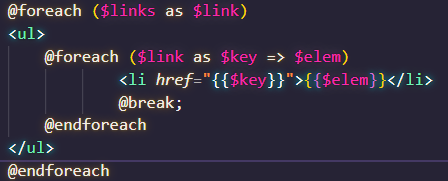 @foreach ($links as $link)
<ul>
@foreach ($link as $key => $elem)
<li href="{{$key}}">{{$elem}}</li>
@break;
@endforeach
</ul>
@endforeach